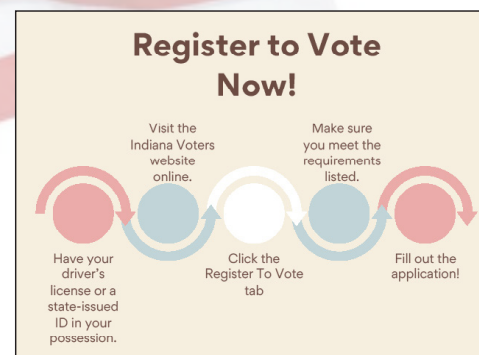 Register to Vote
Now!
Have your
driver's
license or a
state-issued
ID in your
possession.
Visit the
Indiana Voters
website
online.
Click the
Register To Vote
tab
Make sure
you meet the
requirements
listed.
Fill out the
application!